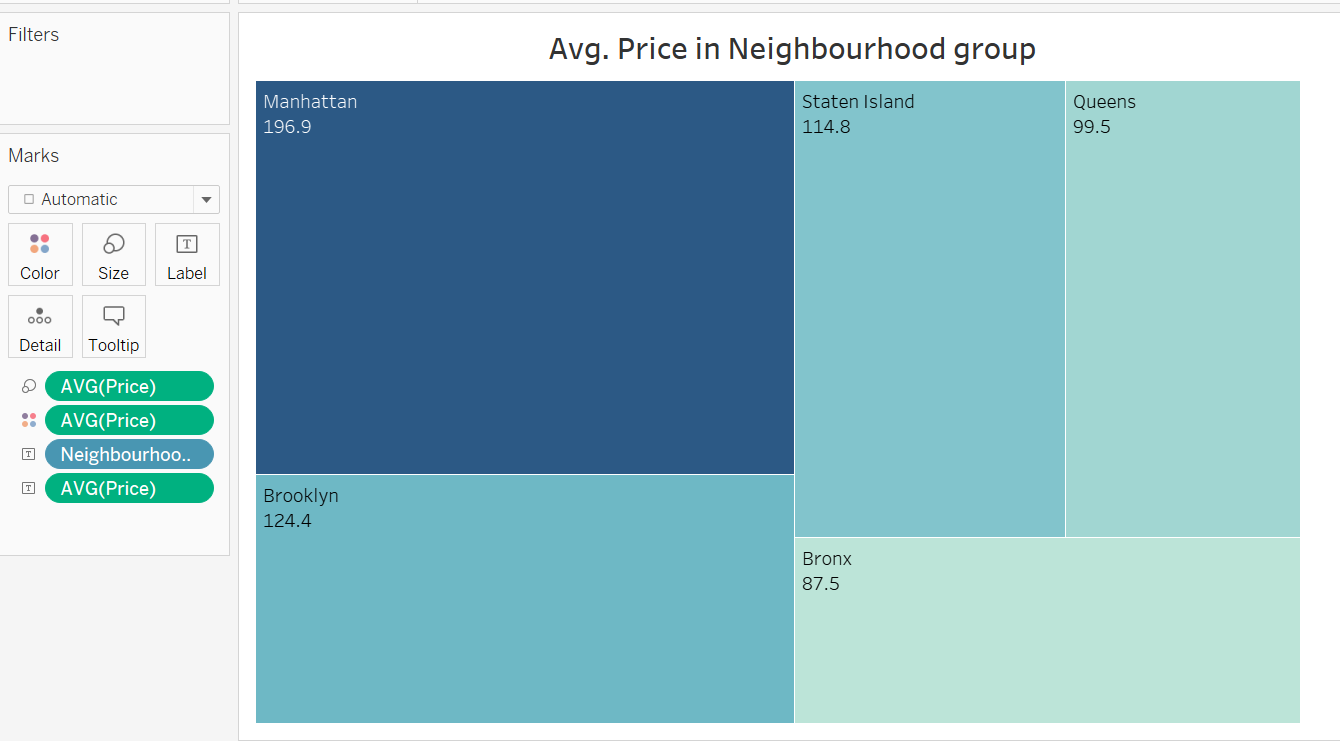 Filters
Marks
Automatic
Color
Size
Label
Detail
Tooltip
AVG(Price)
AVG(Price)
Neighbourhoo..
AVG(Price)
Avg. Price in Neighbourhood group
Manhattan
196.9
Staten Island
114.8
Queens
99.5
Brooklyn
124.4
Bronx
87.5